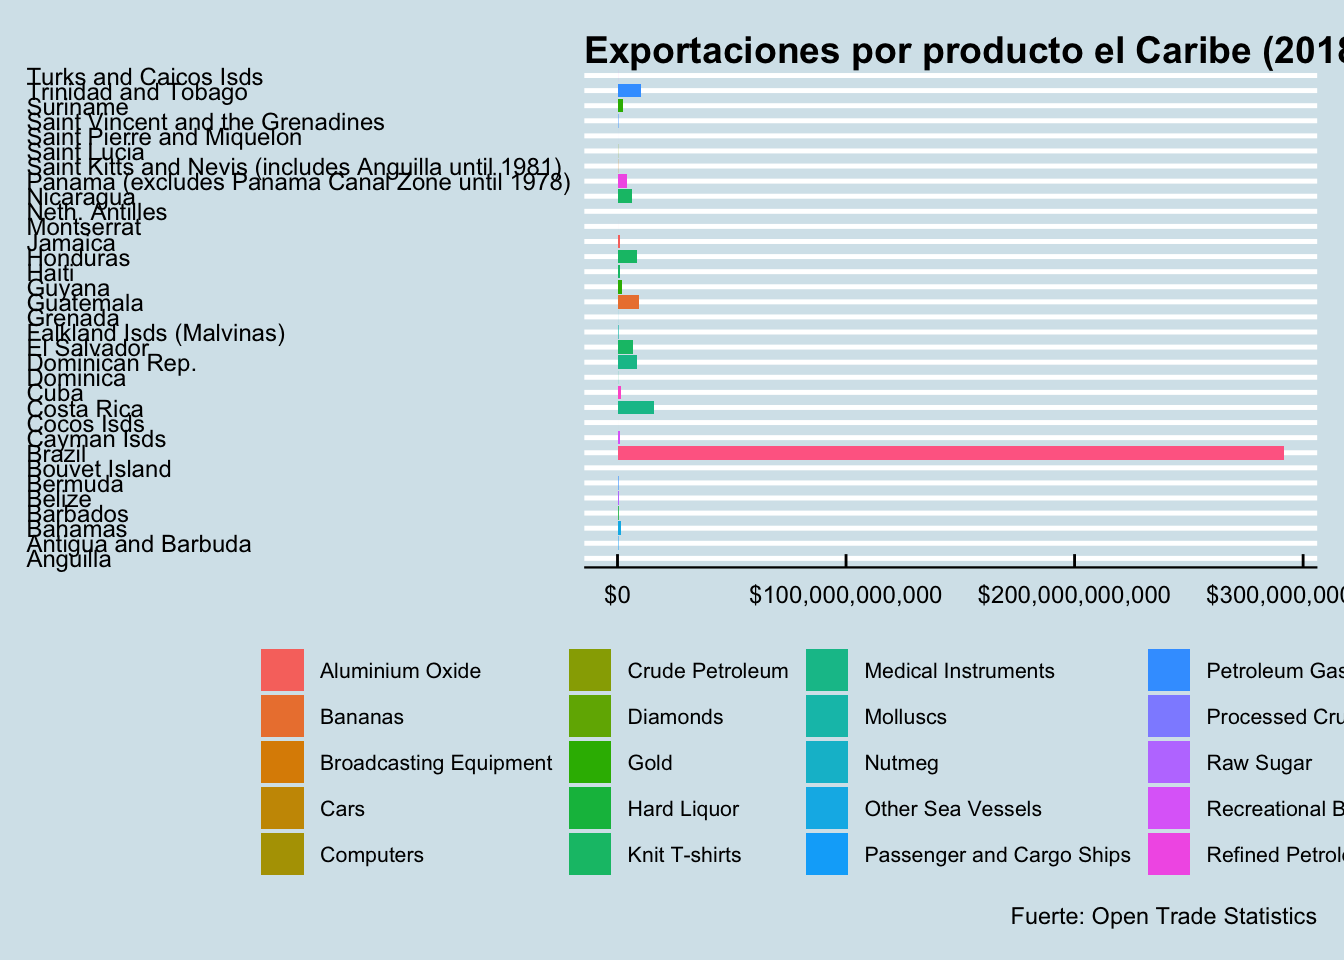 Exportaciones por producto el Caribe (2018
Turks and Caicos Isds
Trinidad and Tobago
Suriname
Saint Vincent and the Grenadines
Saint Pierre and Miquelon
Saint Lucia
Saint Kitts and Nevis (includes Anguilla until 1981)
Panama (excludes Panama Canal Zone until 1978)
Nicaragua
Neth. Antilles
Montserrat
Jamaica
Honduras
Haiti
Guyana
Guatemala
Grenada
Falkland Isds (Malvinas)
El Salvador
Dominican Rep.
Dominica
Cuba
Costa Rica
Cocos Isds
Cayman Isds
Brazil
Bouvet Island
Bermuda
Belize
Barbados
Bahamas
Antigua and Barbuda
Anguilla
$0 $100,000,000,000 $200,000,000,000 $300,000,00
Aluminium Oxide Crude Petroleum Medical Instruments Petroleum Gas
Bananas Diamonds Molluscs Processed Cru
Broadcasting Equipment Gold Nutmeg Raw Sugar
Cars Hard Liquor Other Sea Vessels Recreational B
Computers Knit T-shirts Passenger and Cargo Ships Refined Petrole
Fuerte: Open Trade Statistics